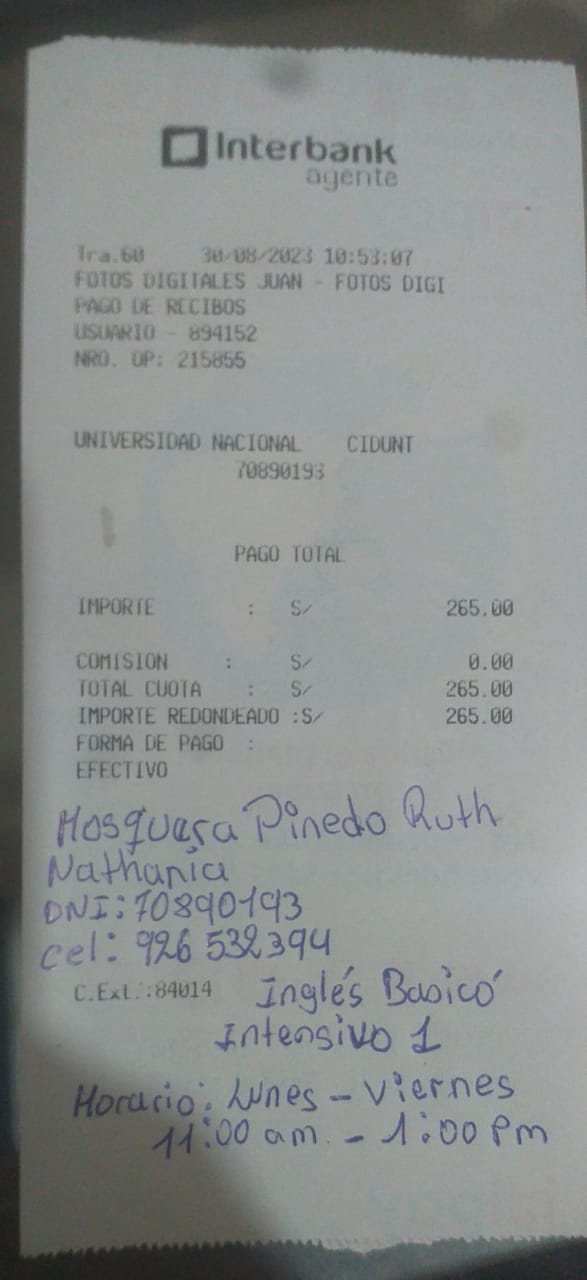 Interbank
agente
Tra.60 30/08/2023 10:53:07
FOTOS DIGITALES JUAN - FOTOS DIGI
PAGO DE RECIBOS
USUARIO - 894152
NRO. OP: 215855
UNIVERSIDAD NACIONAL CIDUNT
70890193
PAGO TOTAL
IMPORTE : S/ 265.00
COMISION : S/ 0.00
TOTAL CUOTA : S/ 265.00
IMPORTE REDONDEADO :S/ 265.00
FORMA DE PAGO :
EFECTIVO
Mosquera Pinedo Ruth
Nathania
DNI: 70890193
cel: 926 532394
C.Ext.:84014 Inglés Basicó
Intensivo 1
Horario: Lunes - Viernes
11:00 am. - 1:00 Pm